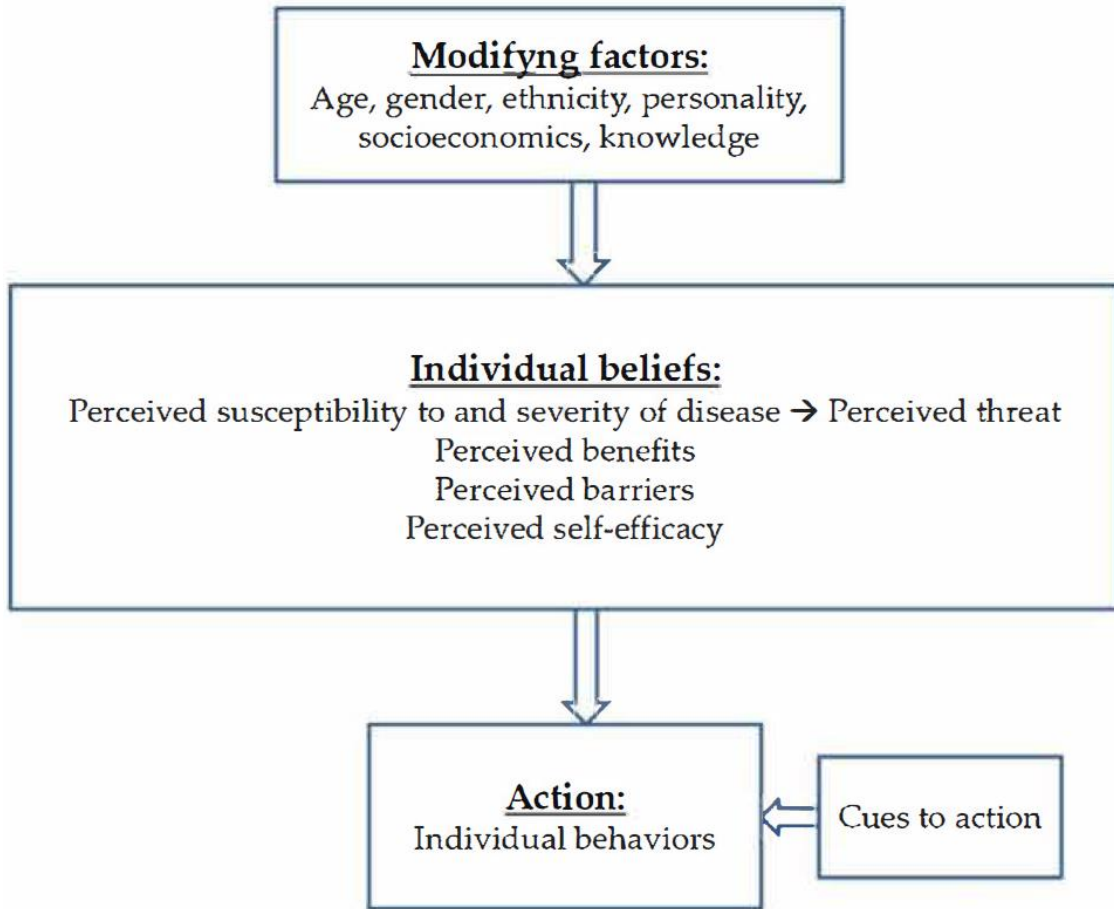 Modifyng factors:
Age, gender, ethnicity, personality,
socioeconomics, knowledge
Individual beliefs:
Perceived susceptibility to and severity of disease → Perceived threat
Perceived benefits
Perceived barriers
Perceived self-efficacy
Action:
Individual behaviors
Cues to action